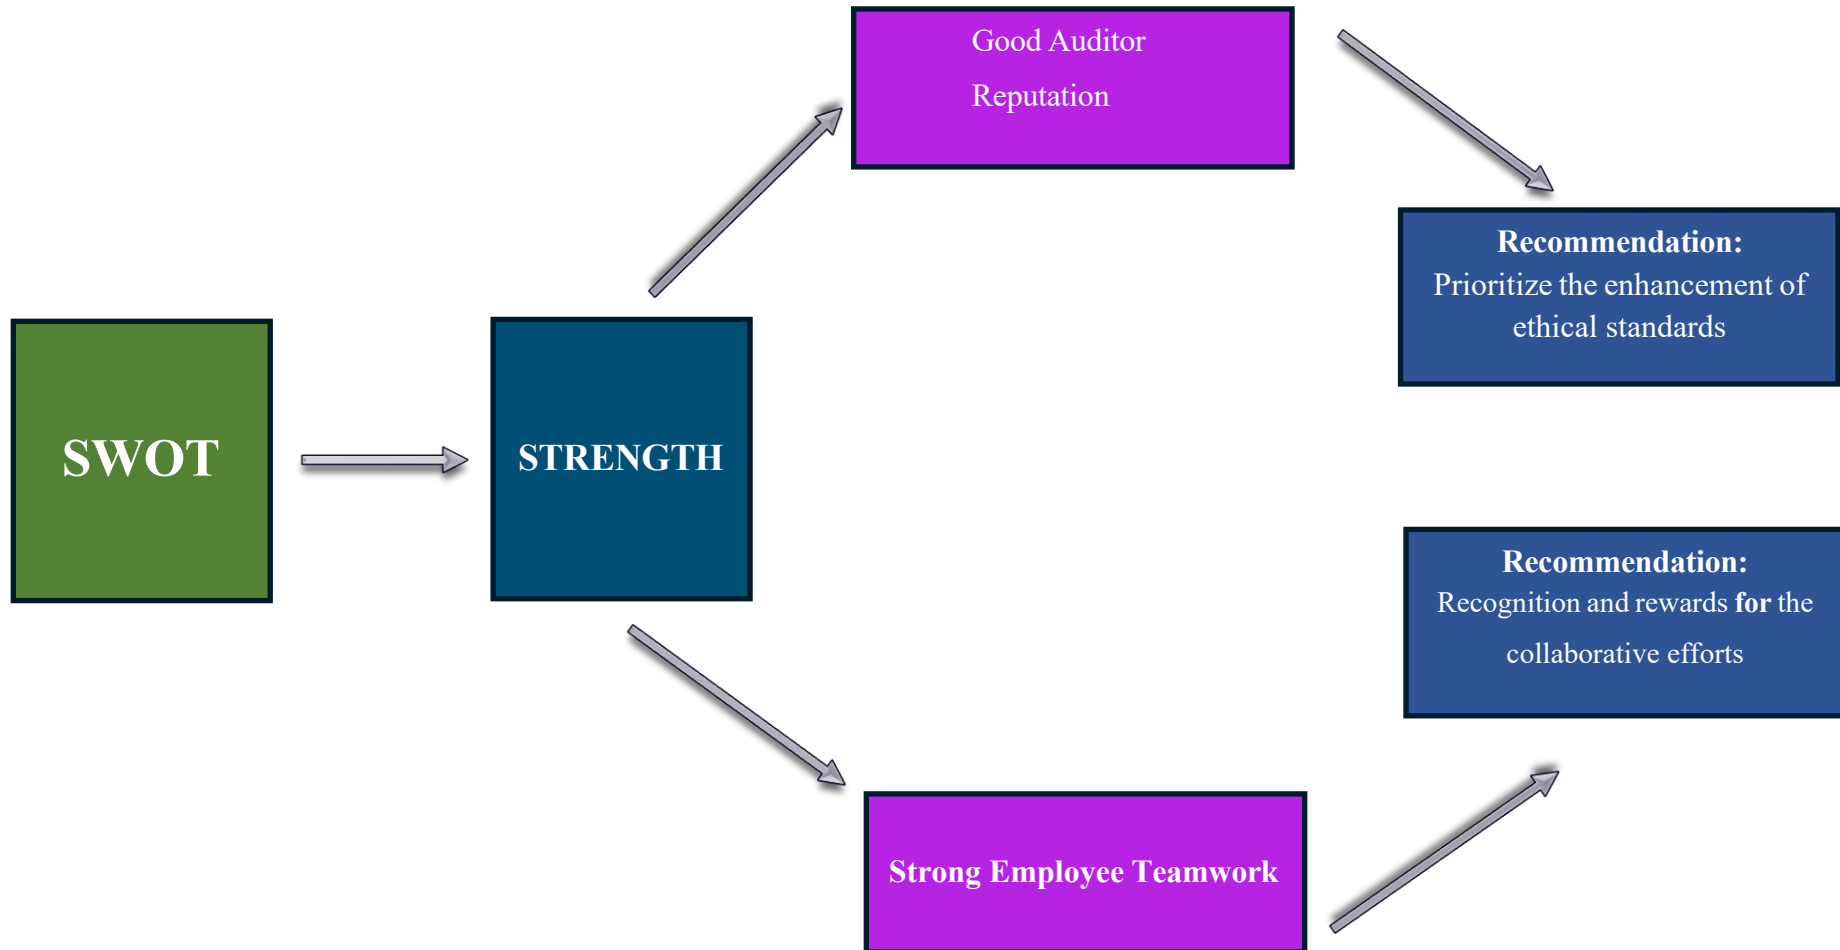 Good Auditor
Reputation
Recommendation:
Prioritize the enhancement of
ethical standards
SWOT
STRENGTH
Recommendation:
Recognition and rewards for the
collaborative efforts
Strong Employee Teamwork